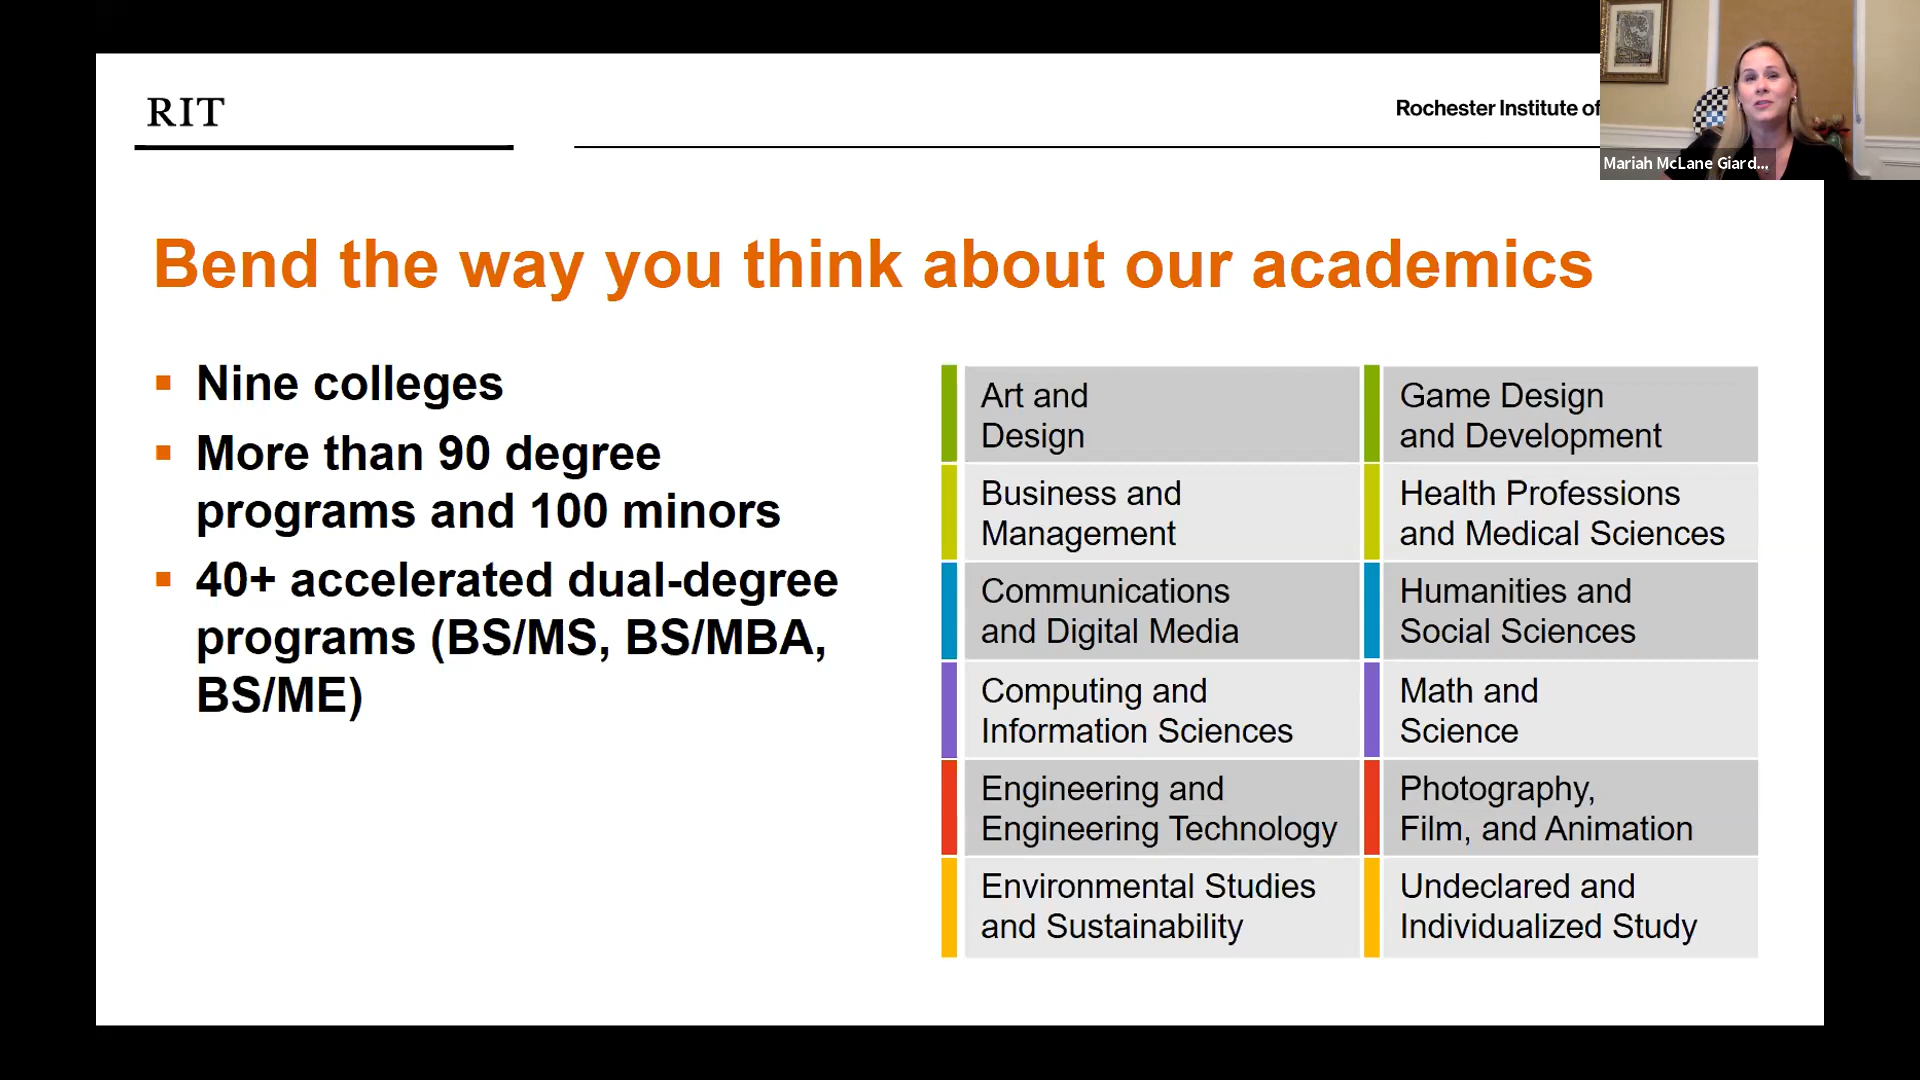 RIT
Rochester Institute of
Mariah McLane Giard...
Bend the way you think about our academics
Nine colleges
More than 90 degree
programs and 100 minors
40+ accelerated dual-degree
programs (BS/MS, BS/MBA,
BS/ME)
Art and
Design
Business and
Management
Communications
and Digital Media
Computing and
Information Sciences
Engineering and
Engineering Technology
Environmental Studies
and Sustainability
Game Design
and Development
Health Professions
and Medical Sciences
Humanities and
Social Sciences
Math and
Science
Photography,
Film, and Animation
Undeclared and
Individualized Study